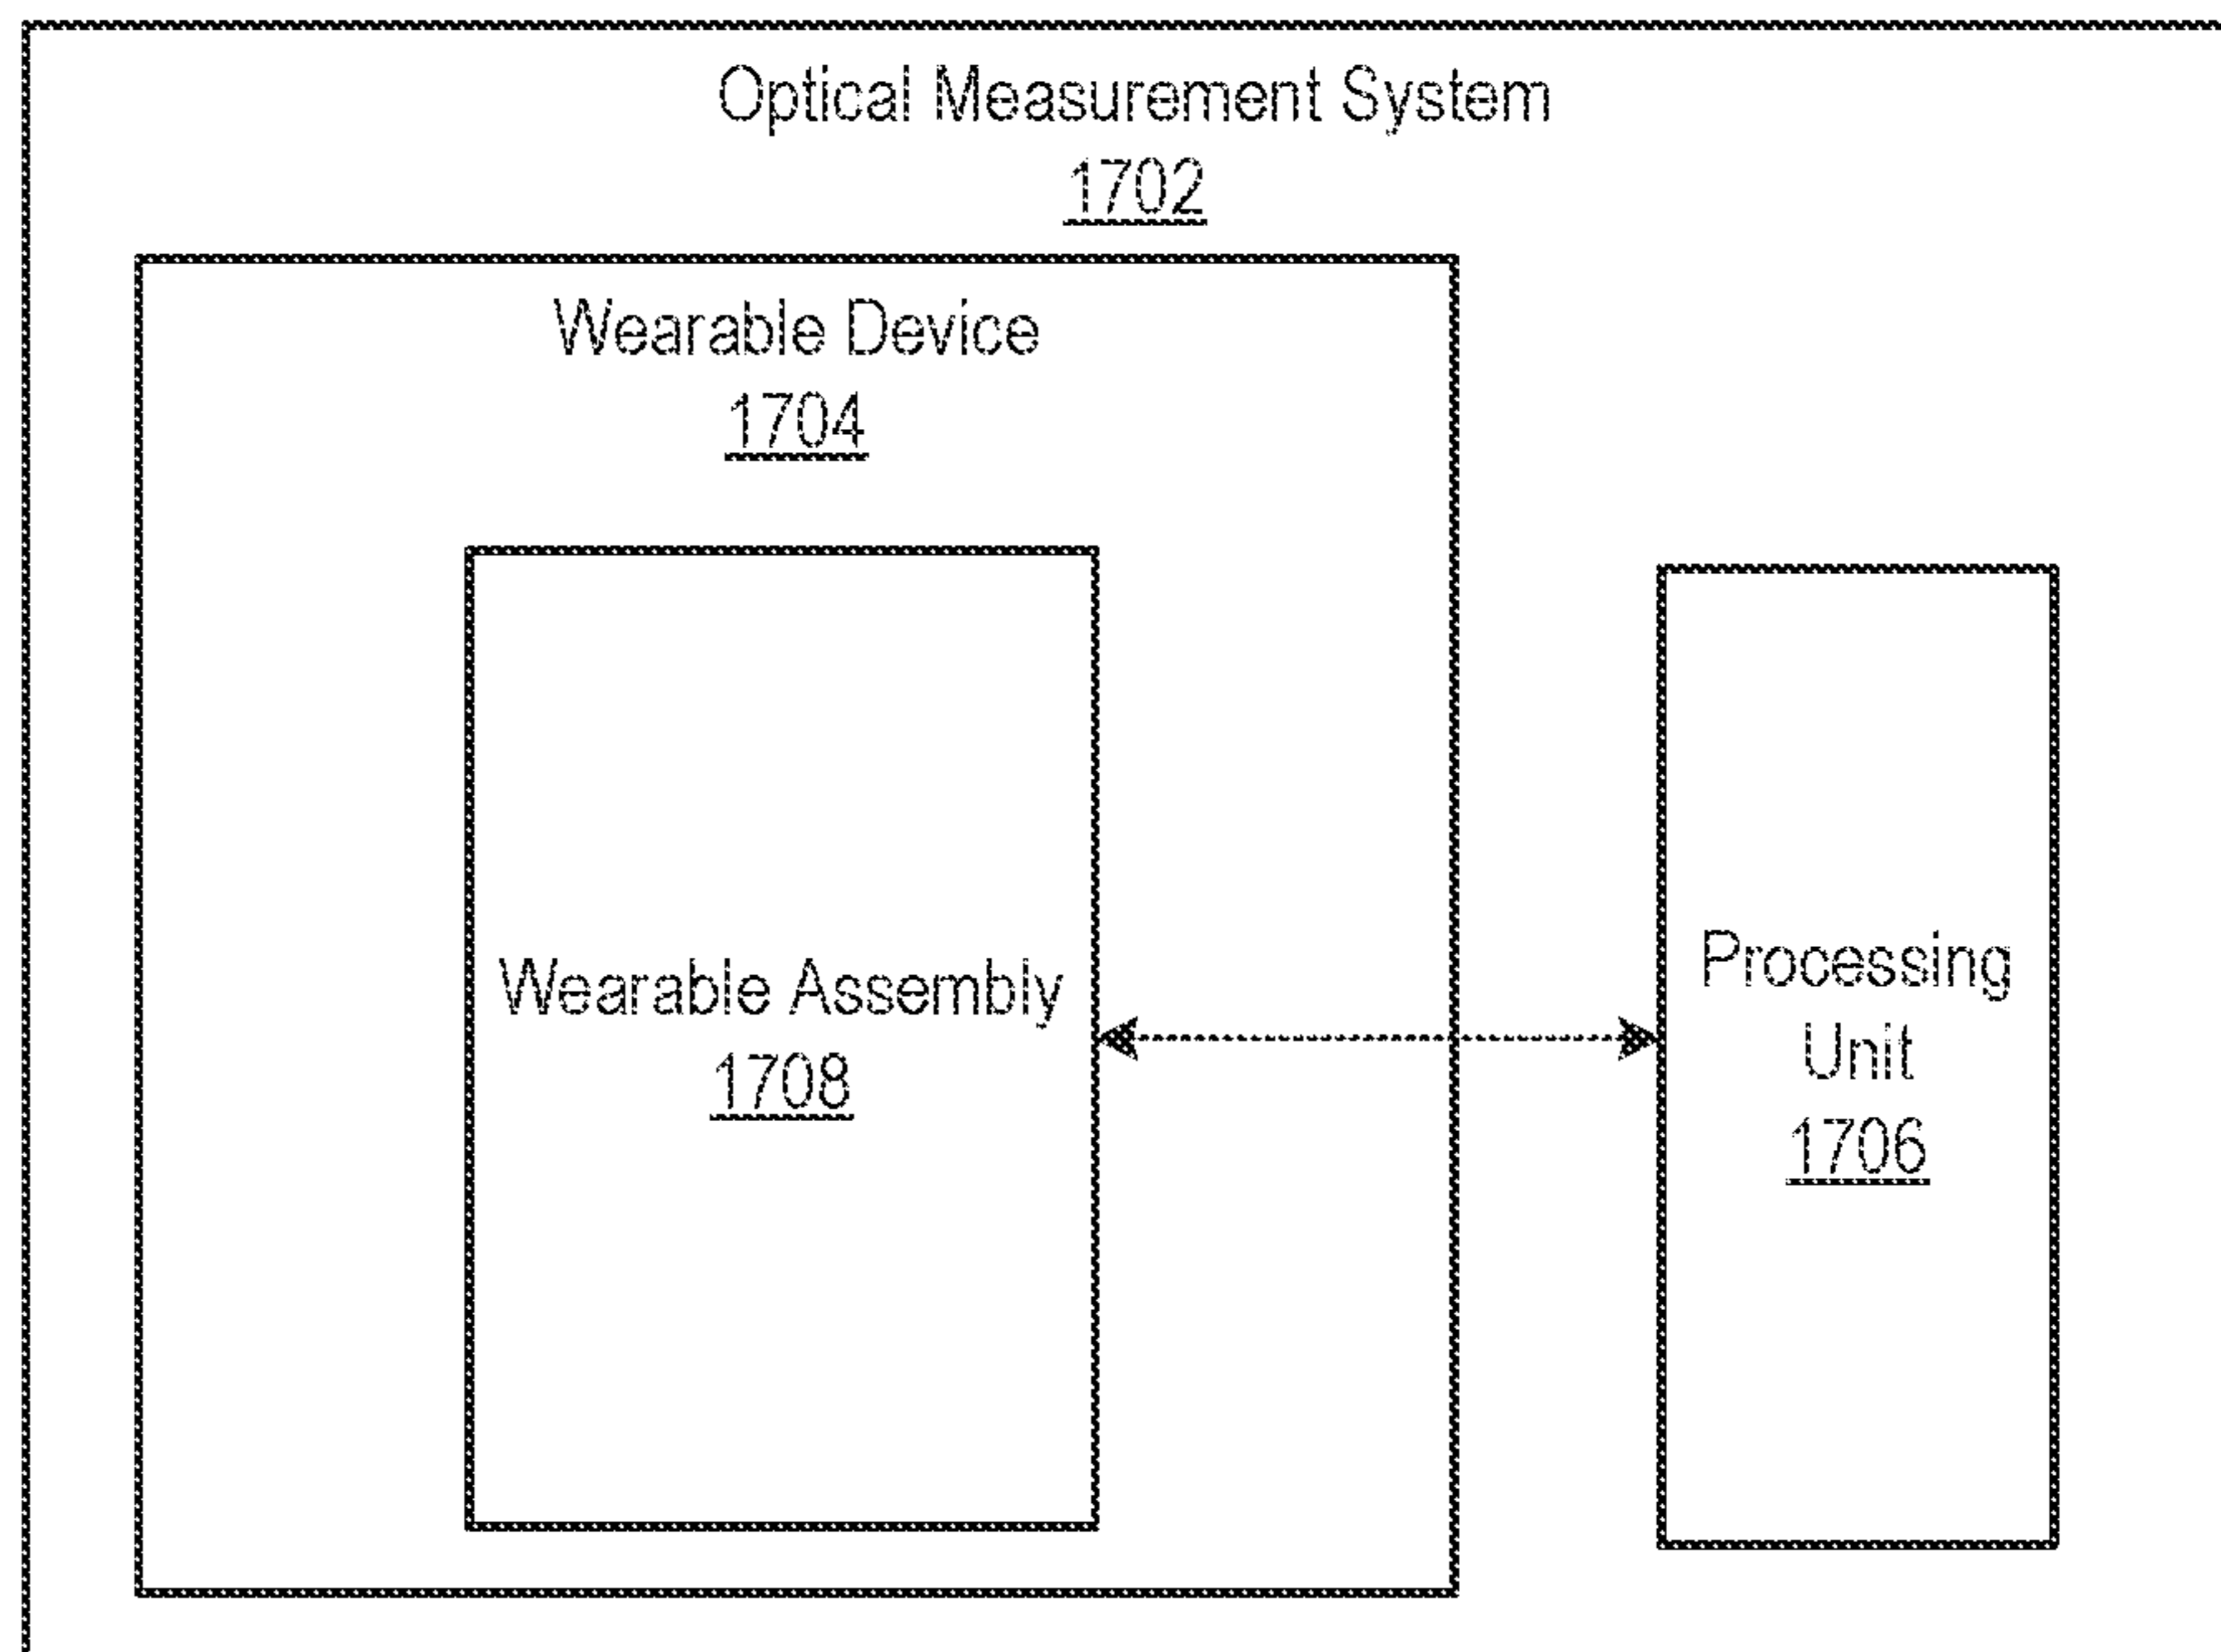 Optical Measurement System
1702
Wearable Device
1704
Wearable Assembly
1708
Processing
Unit
1706